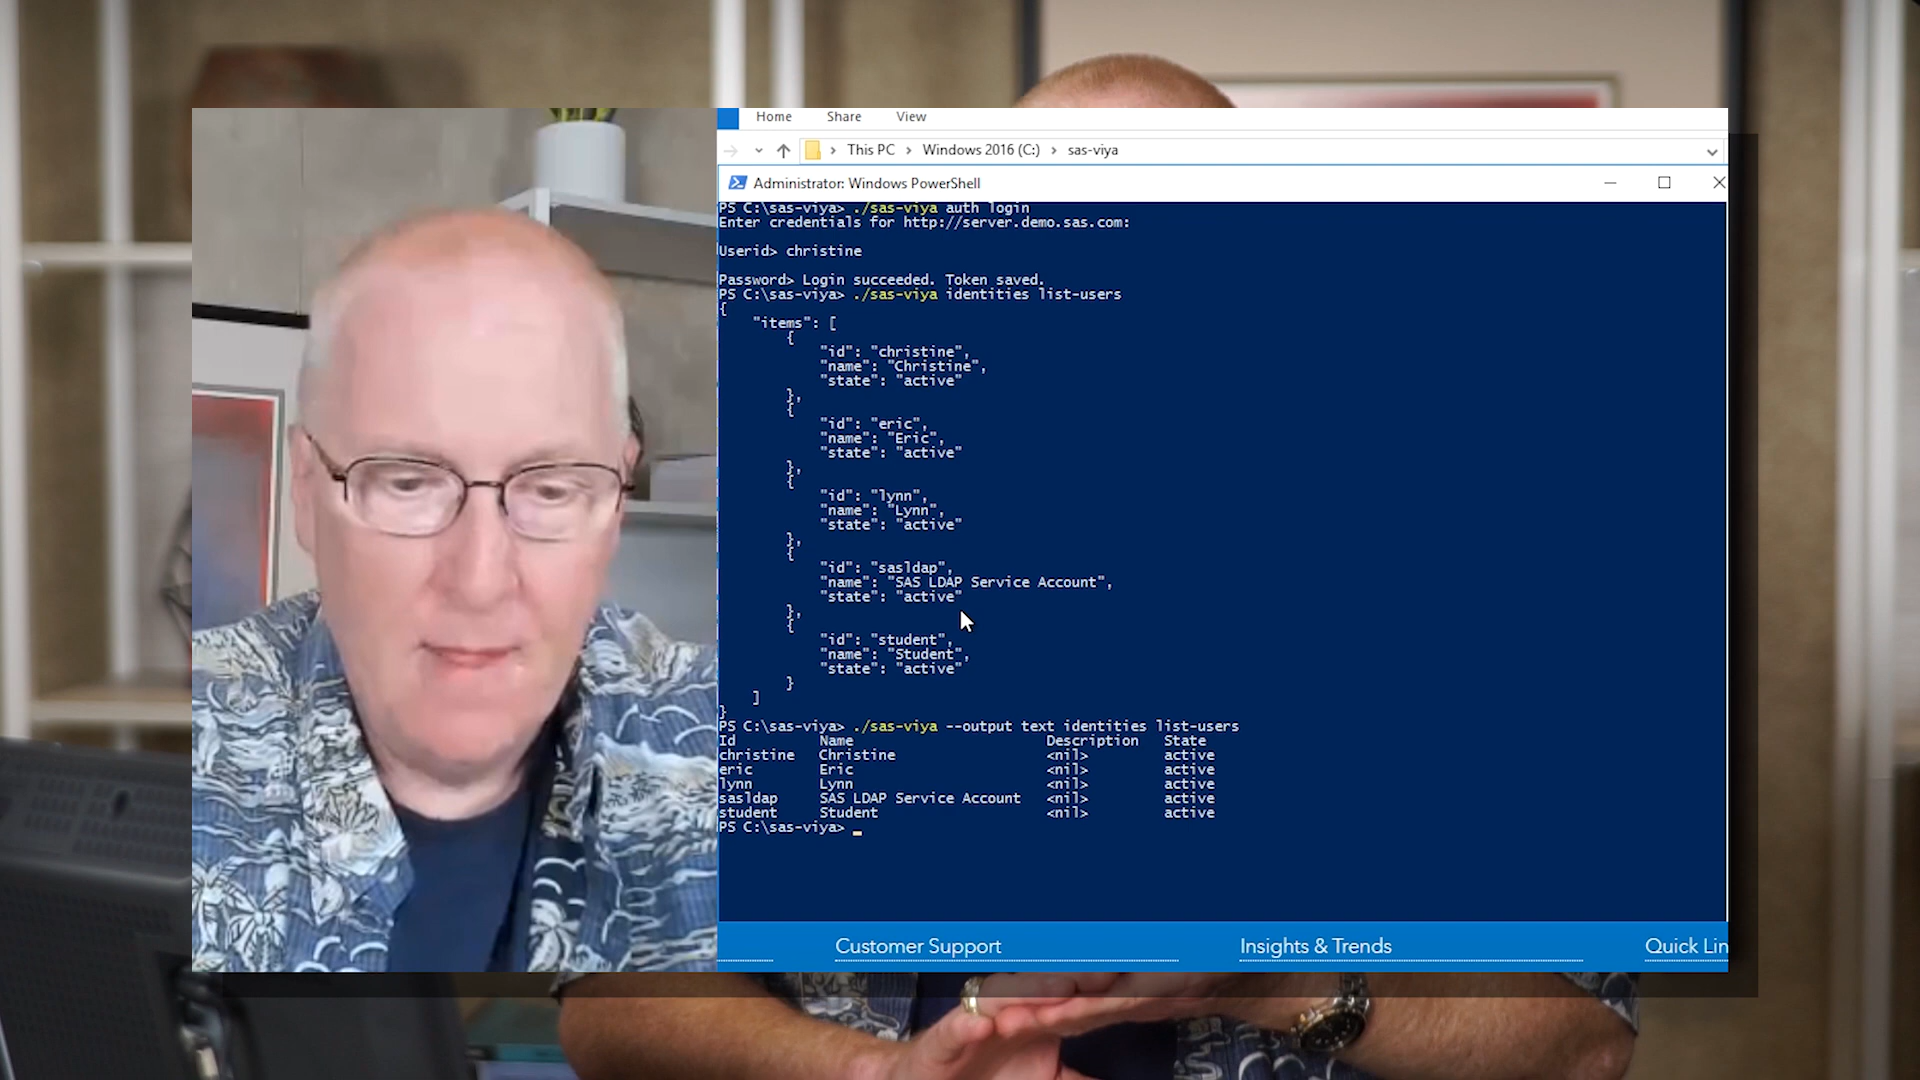 Home Share View
This PC > Windows 2016 (C:) > sas-viya
Administrator: Windows PowerShell
PS C:\sas-viya> ./sas-viya auth login
Enter credentials for http://server.demo.sas.com:
Userid> christine
Password> Login succeeded. Token saved.
PS C:\sas-viya> ./sas-viya identities list-users
{
"items": [
{
"id": "christine",
"name": "Christine",
"state": "active"
},
{
"id": "eric",
"name": "Eric",
"state": "active"
},
{
"id": "lynn",
"name": "Lynn",
"state": "active"
},
{
"id": "sasldap",
"name": "SAS LDAP Service Account",
"state": "active"
},
{
"id": "student",
"name": "Student",
"state": "active"
}
]
}
PS C:\sas-viya> ./sas-viya --output text identities list-users
Id Name Description State
christine Christine <nil> active
eric Eric <nil> active
lynn Lynn <nil> active
sasldap SAS LDAP Service Account <nil> active
student Student <nil> active
PS C:\sas-viya> _
Customer Support Insights & Trends Quick Lin